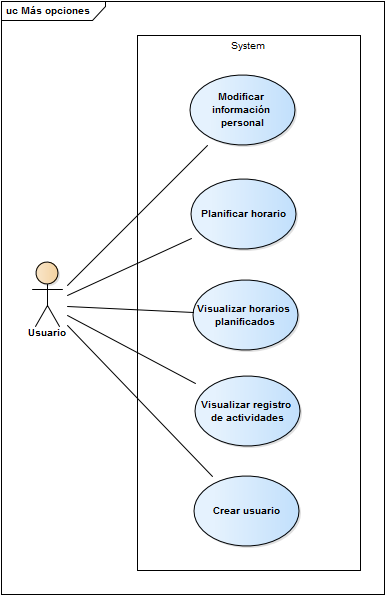 uc Más opciones
System
Modificar
información
personal
Planificar horario
Visualizar horarios
planificados
Usuario
Visualizar registro
de actividades
Crear usuario